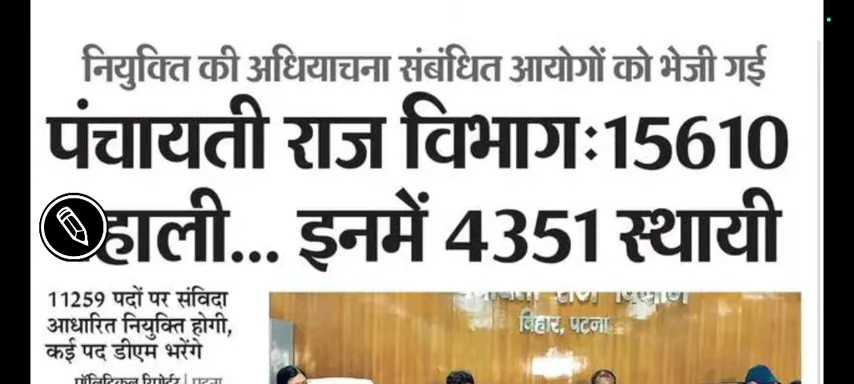 नियुक्ति की अधियाचना संबंधित आयोगों को भेजी गई
पंचायती राज विभाग:15610
इनमें 4351 स्थायी
11259 पदों पर संविदा
आधारित नियुक्ति होगी,
कई पद डीएम भरेंगे
पॉलिटिकल रिपोर्टर | पटना
बिहार, पटना